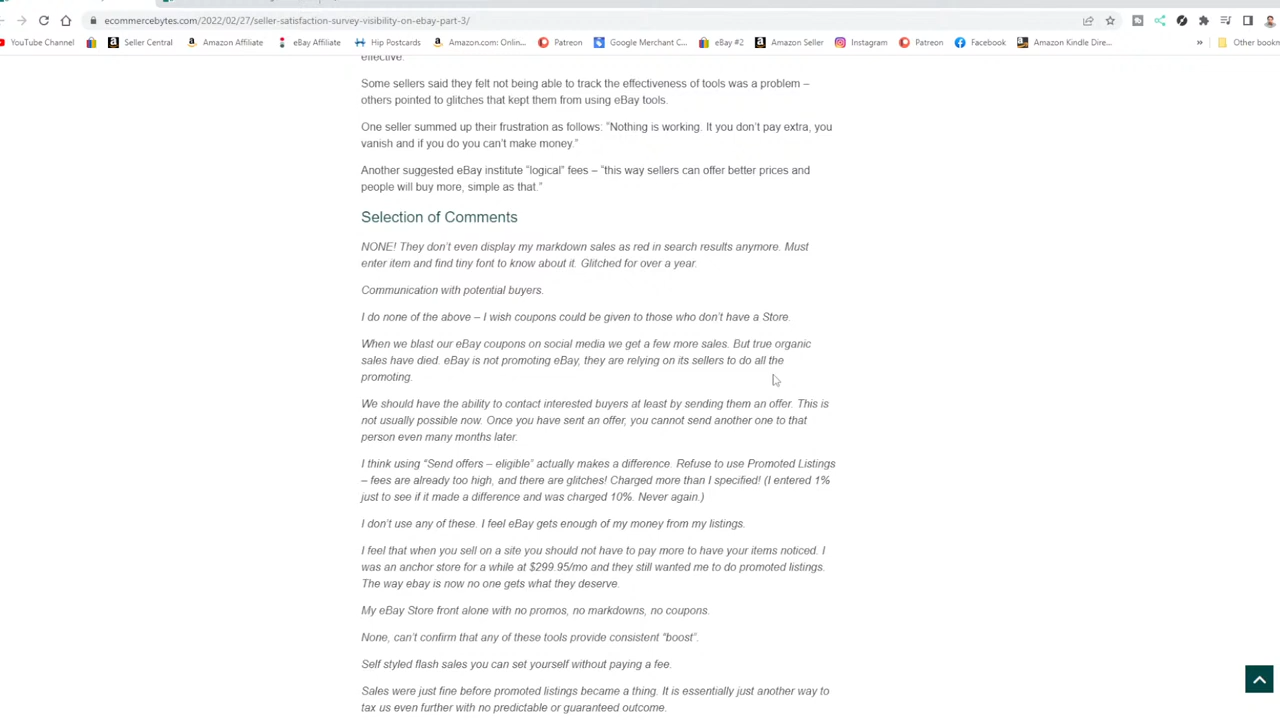 ecommercebytes.com/2022/02/27/seller-satisfaction-survey-visibility-on-ebay-part-3/
YouTube Channel Seller Central Amazon Affiliate eBay Affiliate Hip Postcards Amazon.com: Onlin... Patreon Google Merchant C... eBay #2 Amazon Seller Instagram Patreon Facebook Amazon Kindle Dire... » Other bookm
effective.
Some sellers said they felt not being able to track the effectiveness of tools was a problem –
others pointed to glitches that kept them from using eBay tools.
One seller summed up their frustration as follows: "Nothing is working. It you don't pay extra, you
vanish and if you do you can't make money."
Another suggested eBay institute "logical" fees – "this way sellers can offer better prices and
people will buy more, simple as that."
Selection of Comments
NONE! They don't even display my markdown sales as red in search results anymore. Must
enter item and find tiny font to know about it. Glitched for over a year.
Communication with potential buyers.
I do none of the above – I wish coupons could be given to those who don't have a Store.
When we blast our eBay coupons on social media we get a few more sales. But true organic
sales have died. eBay is not promoting eBay, they are relying on its sellers to do all the
promoting.
We should have the ability to contact interested buyers at least by sending them an offer. This is
not usually possible now. Once you have sent an offer, you cannot send another one to that
person even many months later.
I think using "Send offers – eligible" actually makes a difference. Refuse to use Promoted Listings
– fees are already too high, and there are glitches! Charged more than I specified! (I entered 1%
just to see if it made a difference and was charged 10%. Never again.)
I don't use any of these. I feel eBay gets enough of my money from my listings.
I feel that when you sell on a site you should not have to pay more to have your items noticed. I
was an anchor store for a while at $299.95/mo and they still wanted me to do promoted listings.
The way ebay is now no one gets what they deserve.
My eBay Store front alone with no promos, no markdowns, no coupons.
None, can't confirm that any of these tools provide consistent "boost".
Self styled flash sales you can set yourself without paying a fee.
Sales were just fine before promoted listings became a thing. It is essentially just another way to
tax us even further with no predictable or guaranteed outcome.